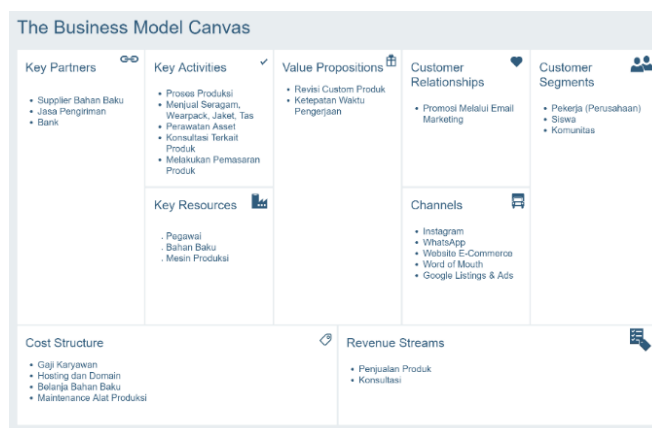 The Business Model Canvas
Key Partners
• Supplier Bahan Baku
• Jasa Pengiriman
• Bank
Key Activities
• Proses Produksi
• Menjual Seragam,
Wearpack, Jaket, Tas
• Perawatan Asset
• Konsultasi Terkait
Produk
• Melakukan Pemasaran
Produk
Key Resources
. Pegawai
. Bahan Baku
. Mesin Produksi
Value Propositions
• Revisi Custom Produk
• Ketepatan Waktu
Pengerjaan
Customer
Relationships
• Promosi Melalui Email
Marketing
Channels
• Instagram
• WhatsApp
• Website E-Commerce
• Word of Mouth
• Google Listings & Ads
Customer
Segments
• Pekerja (Perusahaan)
• Siswa
• Komunitas
Cost Structure
• Gaji Karyawan
• Hosting dan Domain
• Belanja Bahan Baku
• Maintenance Alat Produksi
Revenue Streams
• Penjualan Produk
• Konsultasi